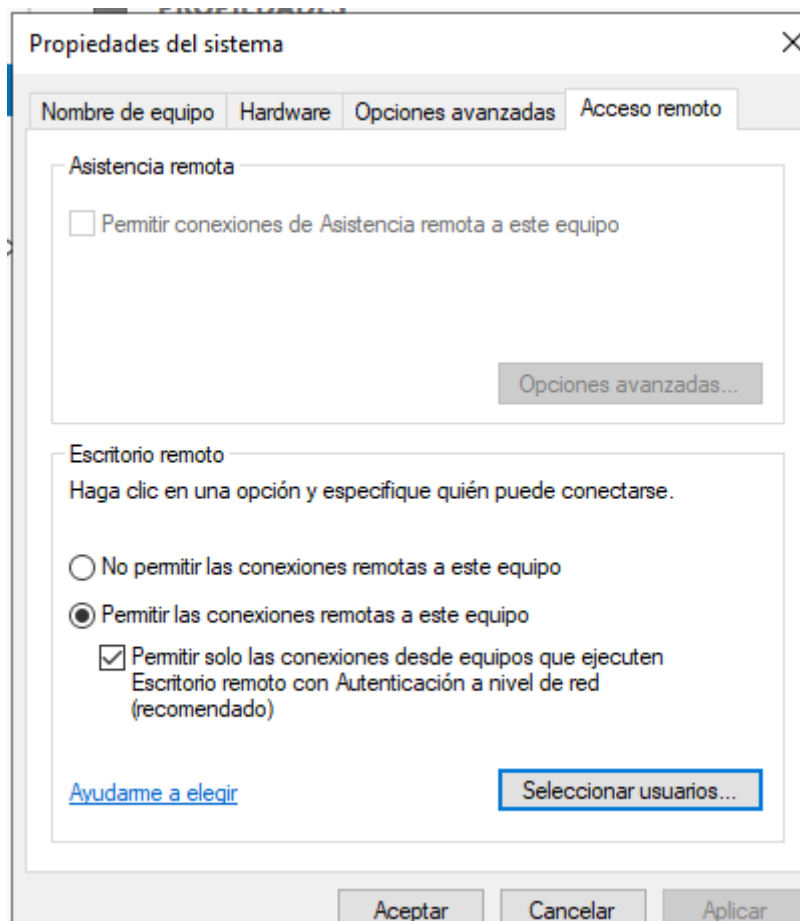 PROPIEDADES
Propiedades del sistema
Nombre de equipo
Hardware
Opciones avanzadas
Acceso remoto
Asistencia remota
Permitir conexiones de Asistencia remota a este equipo
Opciones avanzadas...
Escritorio remoto
Haga clic en una opción y especifique quién puede conectarse.
No permitir las conexiones remotas a este equipo
Permitir las conexiones remotas a este equipo
Permitir solo las conexiones desde equipos que ejecuten
Escritorio remoto con Autenticación a nivel de red
(recomendado)
Ayudarme a elegir
Seleccionar usuarios...
Aceptar
Cancelar
Aplicar